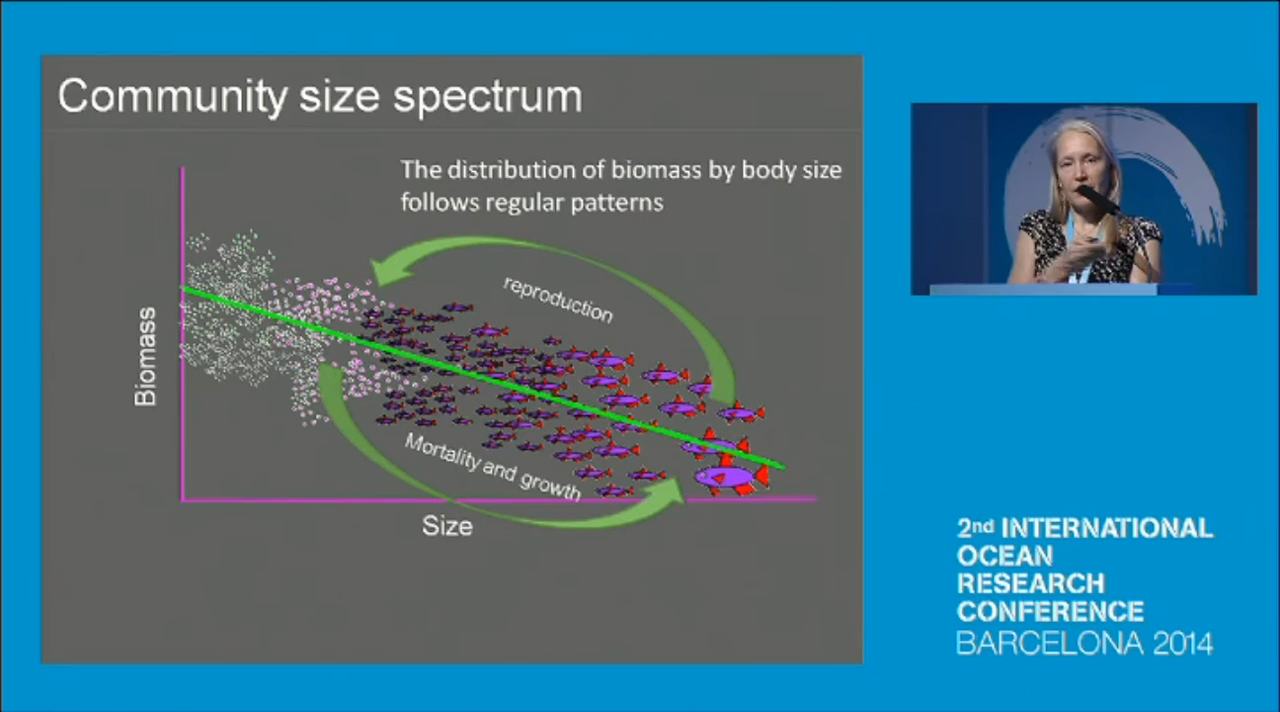 Community size spectrum
The distribution of biomass by body size
follows regular patterns
reproduction
Biomass
Mortality and growth
Size
2nd INTERNATIONAL
OCEAN
RESEARCH
CONFERENCE
BARCELONA 2014